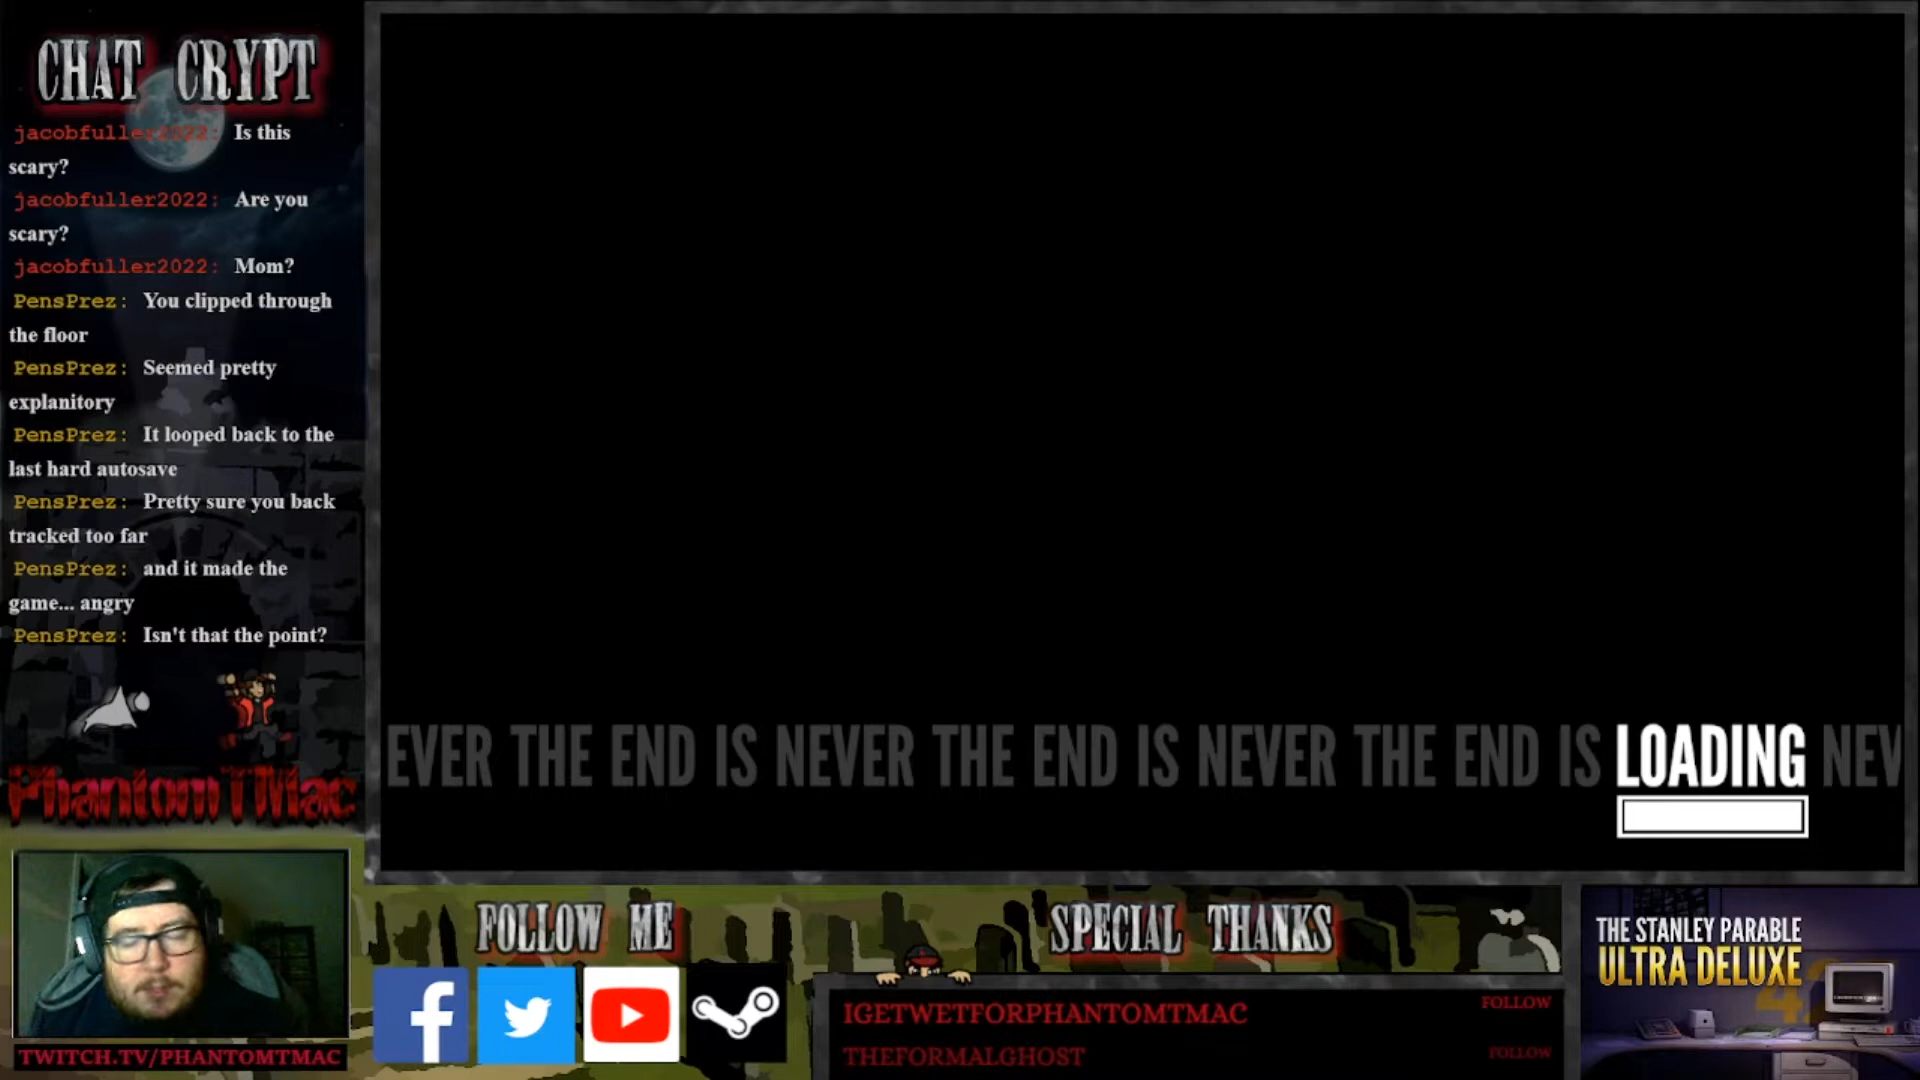 CHAT CRYPT
jacobfuller2022: Is this
scary?
jacobfuller2022: Are you
scary?
jacobfuller2022: Mom?
PensPrez: You clipped through
the floor
PensPrez: Seemed pretty
explanitory
PensPrez: It looped back to the
last hard autosave
PensPrez: Pretty sure you back
tracked too far
PensPrez: and it made the
game... angry
PensPrez: Isn't that the point?
PhantomTMac
TWITCH.TV/PHANTOMTMAC
EVER THE END IS NEVER THE END IS NEVER THE END IS LOADING NEV
FOLLOW ME
SPECIAL THANKS
IGETWETFORPHANTOMTMAC FOLLOW
THEFORMALGHOST FOLLOW
THE STANLEY PARABLE
ULTRA DELUXE